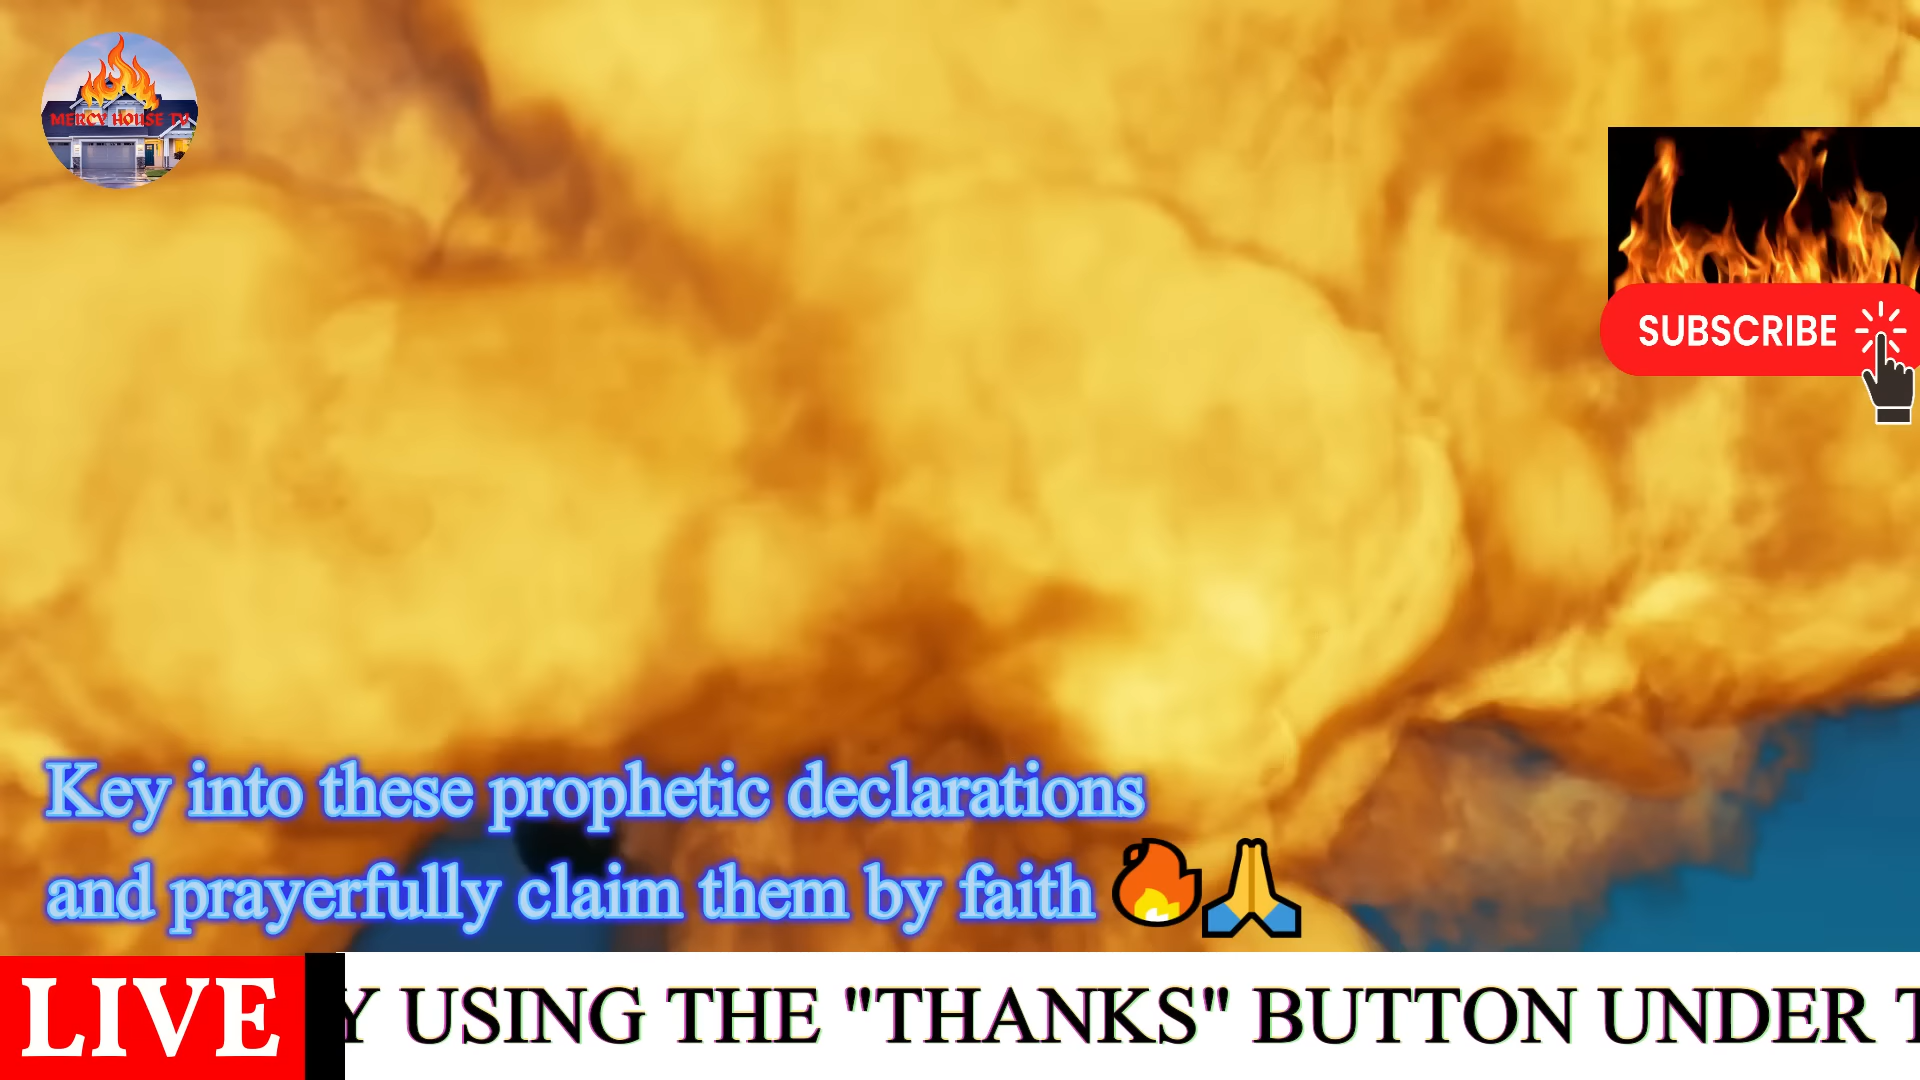 MERCY HOUSE TV
SUBSCRIBE
Key into these prophetic declarations
and prayerfully claim them by faith 🔥🙏
LIVE
Y USING THE "THANKS" BUTTON UNDER T